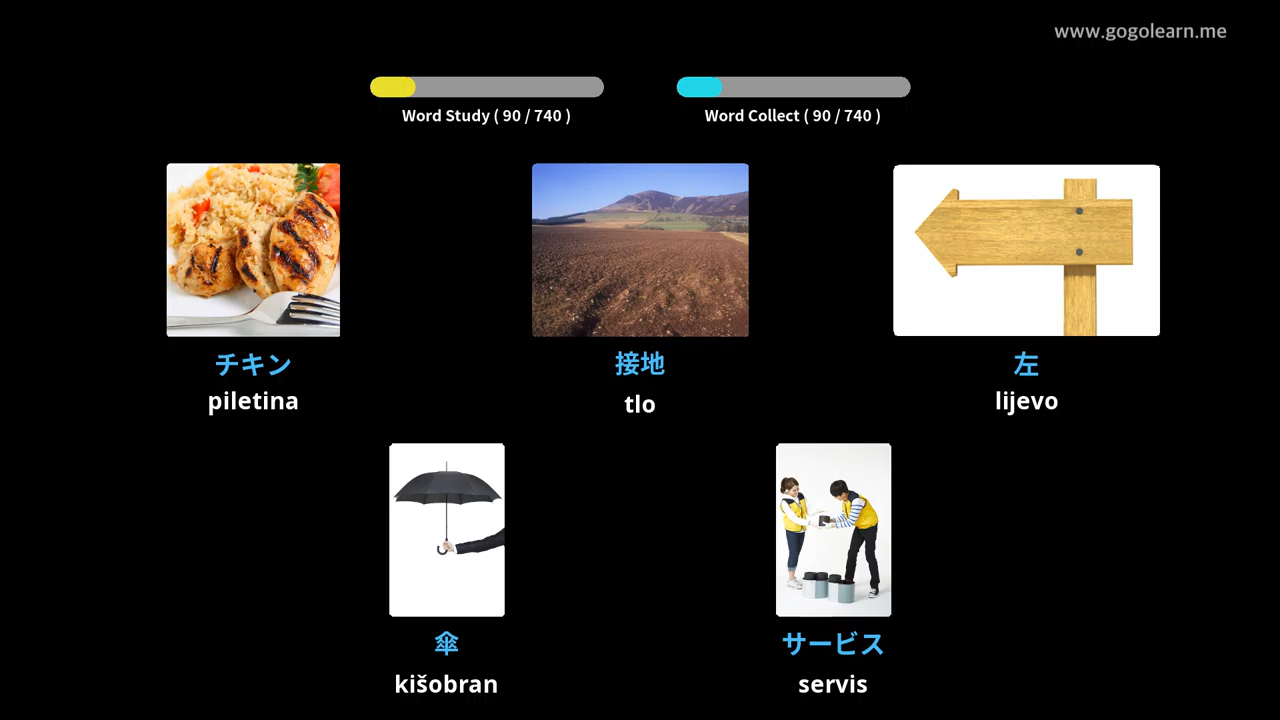 www.gogolearn.me
Word Study ( 90 / 740 )
Word Collect ( 90 / 740 )
チキン
piletina
接地
tlo
左
lijevo
傘
kišobran
サービス
servis